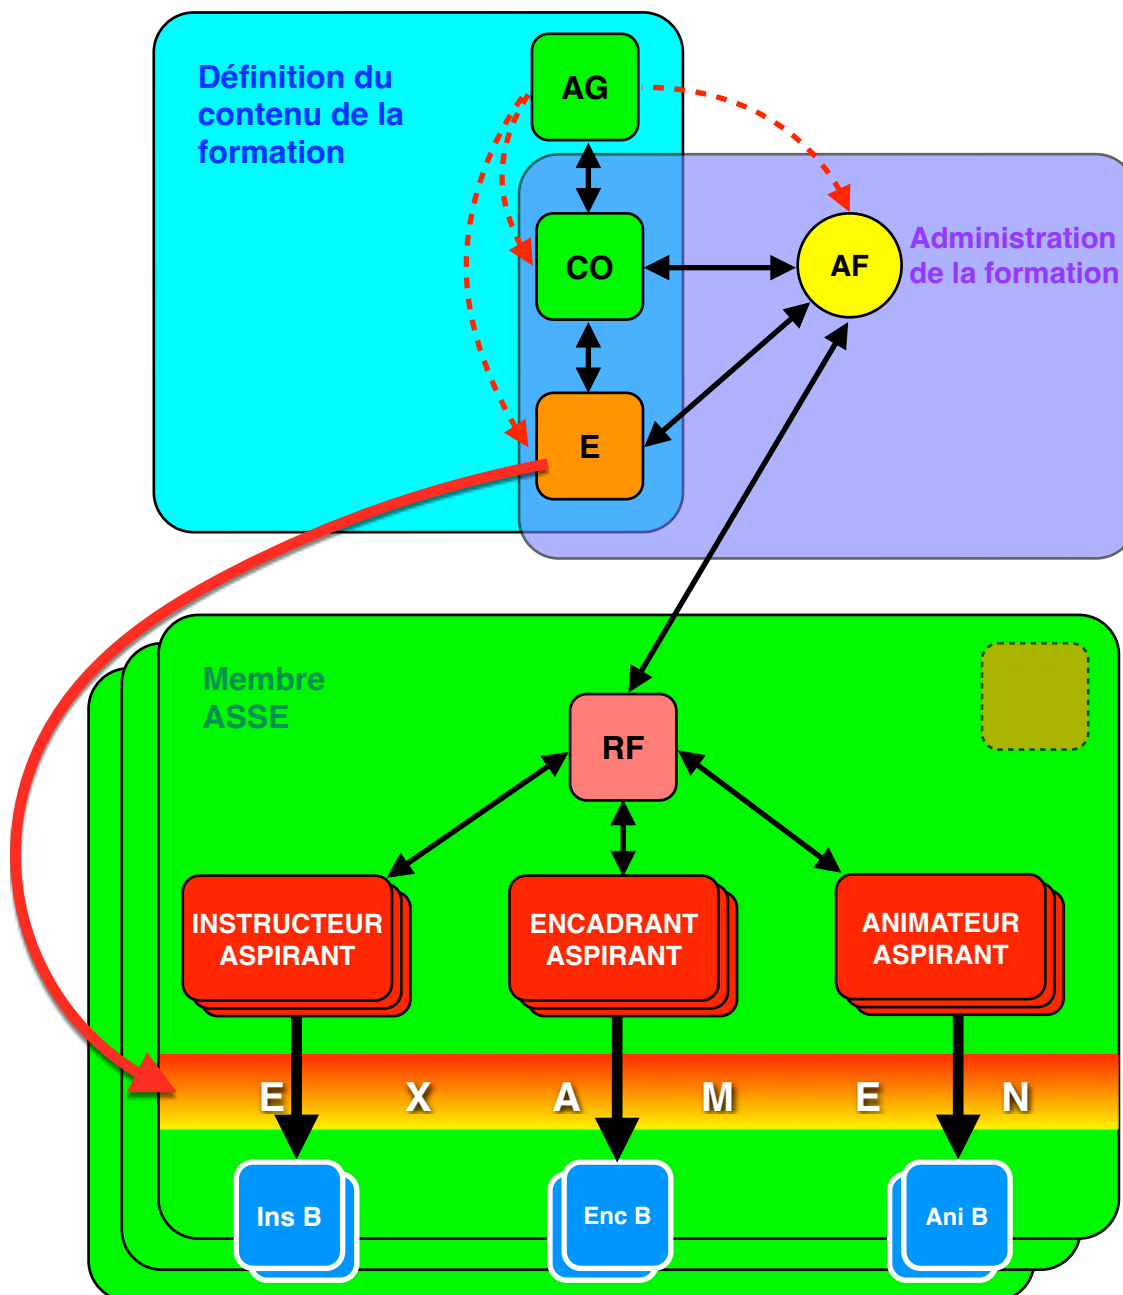 Définition du
contenu de la
formation
AG
CO
AF
Administration
de la formation
E
Membre
ASSE
RF
INSTRUCTEUR
ASPIRANT
ENCADRANT
ASPIRANT
ANIMATEUR
ASPIRANT
E X A M E N
Ins B
Enc B
Ani B